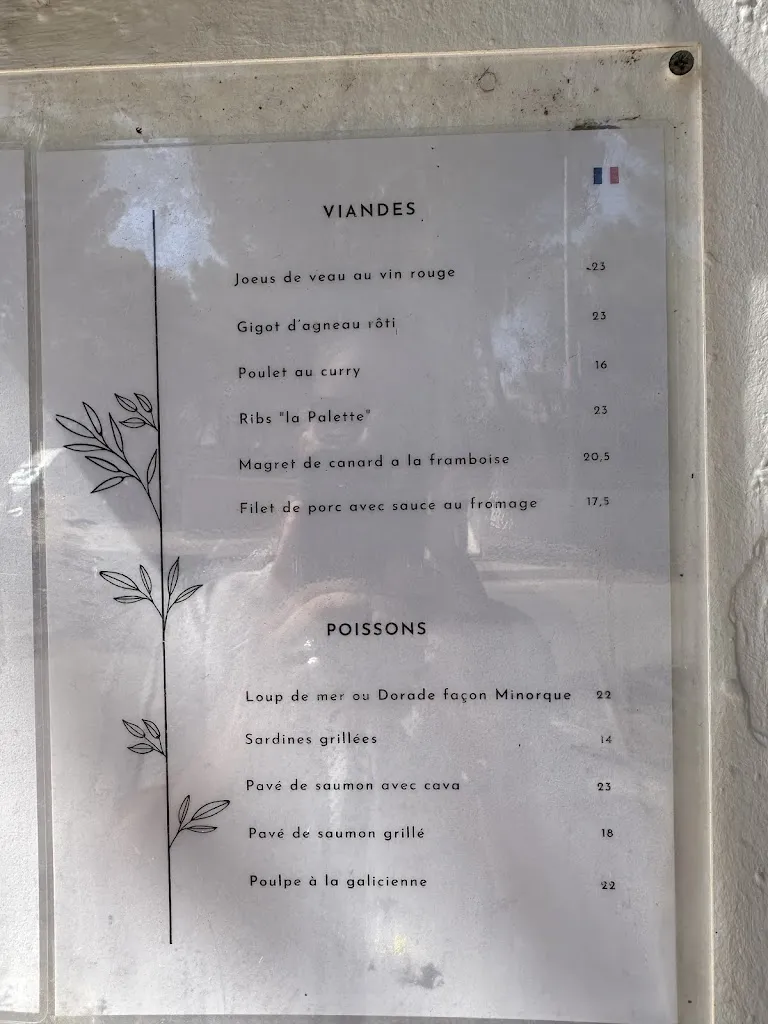 VIANDES
Joeus de veau au vin rouge 23
Gigot d'agneau rôti 23
Poulet au curry 16
Ribs "la Palette" 23
Magret de canard a la framboise 20,5
Filet de porc avec sauce au fromage 17,5
POISSONS
Loup de mer ou Dorade façon Minorque 22
Sardines grillées 14
Pavé de saumon avec cava 23
Pavé de saumon grillé 18
Poulpe à la galicienne 22